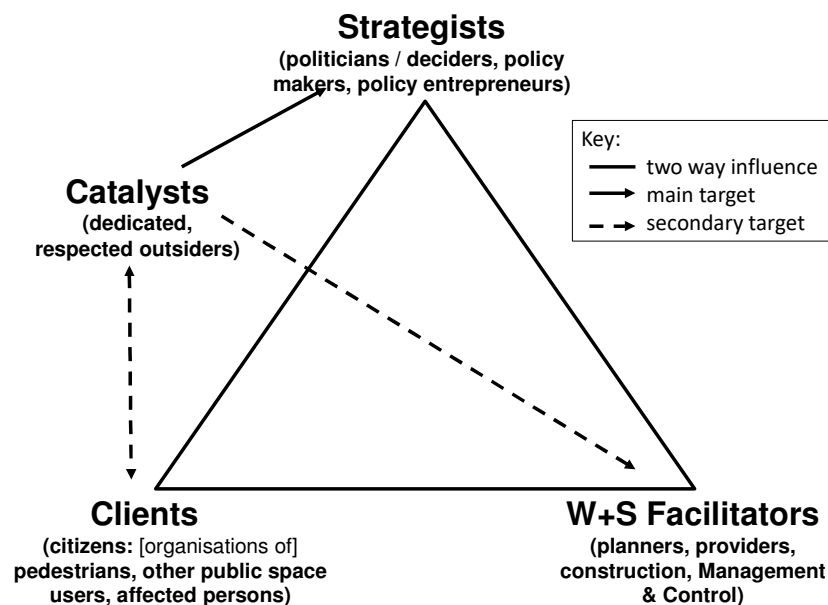 Strategists
(politicians / deciders, policy
makers, policy entrepreneurs)
Key:
two way influence
main target
secondary target
Catalysts
(dedicated,
respected outsiders)
Clients
(citizens: [organisations of]
pedestrians, other public space
users, affected persons)
W+S Facilitators
(planners, providers,
construction, Management
& Control)